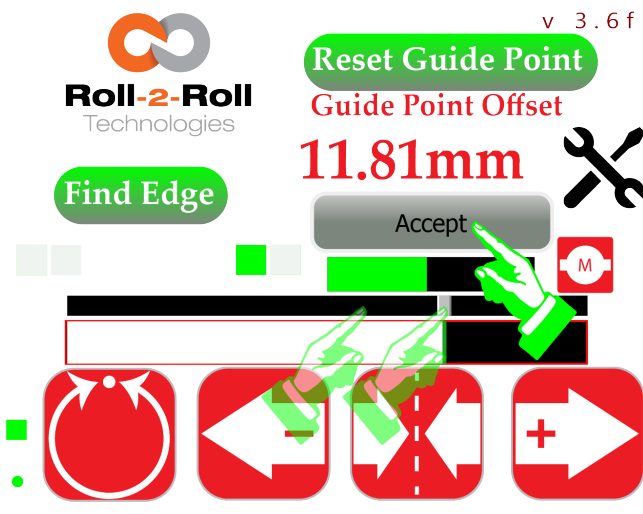 v 3.6f
Roll-2-Roll
Technologies
Reset Guide Point
Guide Point Offset
11.81mm
Find Edge
Accept
M
-
+